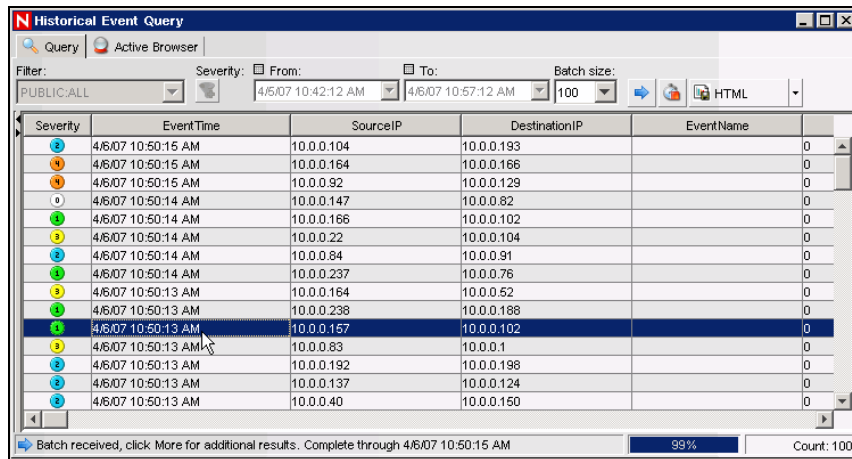 N Historical Event Query
Query Active Browser
Filter: Severity: From: To: Batch size:
PUBLIC:ALL 4/6/07 10:42:12 AM 4/6/07 10:57:12 AM 100 HTML
Severity EventTime SourceIP DestinationIP EventName
2 4/6/07 10:50:15 AM 10.0.0.104 10.0.0.193 0
4 4/6/07 10:50:15 AM 10.0.0.164 10.0.0.166 0
4 4/6/07 10:50:15 AM 10.0.0.92 10.0.0.129 0
0 4/6/07 10:50:14 AM 10.0.0.147 10.0.0.82 0
1 4/6/07 10:50:14 AM 10.0.0.166 10.0.0.102 0
3 4/6/07 10:50:14 AM 10.0.0.22 10.0.0.104 0
2 4/6/07 10:50:14 AM 10.0.0.84 10.0.0.91 0
1 4/6/07 10:50:14 AM 10.0.0.237 10.0.0.76 0
3 4/6/07 10:50:13 AM 10.0.0.164 10.0.0.52 0
1 4/6/07 10:50:13 AM 10.0.0.238 10.0.0.188 0
1 4/6/07 10:50:13 AM 10.0.0.157 10.0.0.102 0
3 4/6/07 10:50:13 AM 10.0.0.83 10.0.0.1 0
2 4/6/07 10:50:13 AM 10.0.0.192 10.0.0.198 0
2 4/6/07 10:50:13 AM 10.0.0.137 10.0.0.124 0
2 4/6/07 10:50:13 AM 10.0.0.40 10.0.0.150 0
Batch received, click More for additional results. Complete through 4/6/07 10:50:15 AM 99% Count: 100